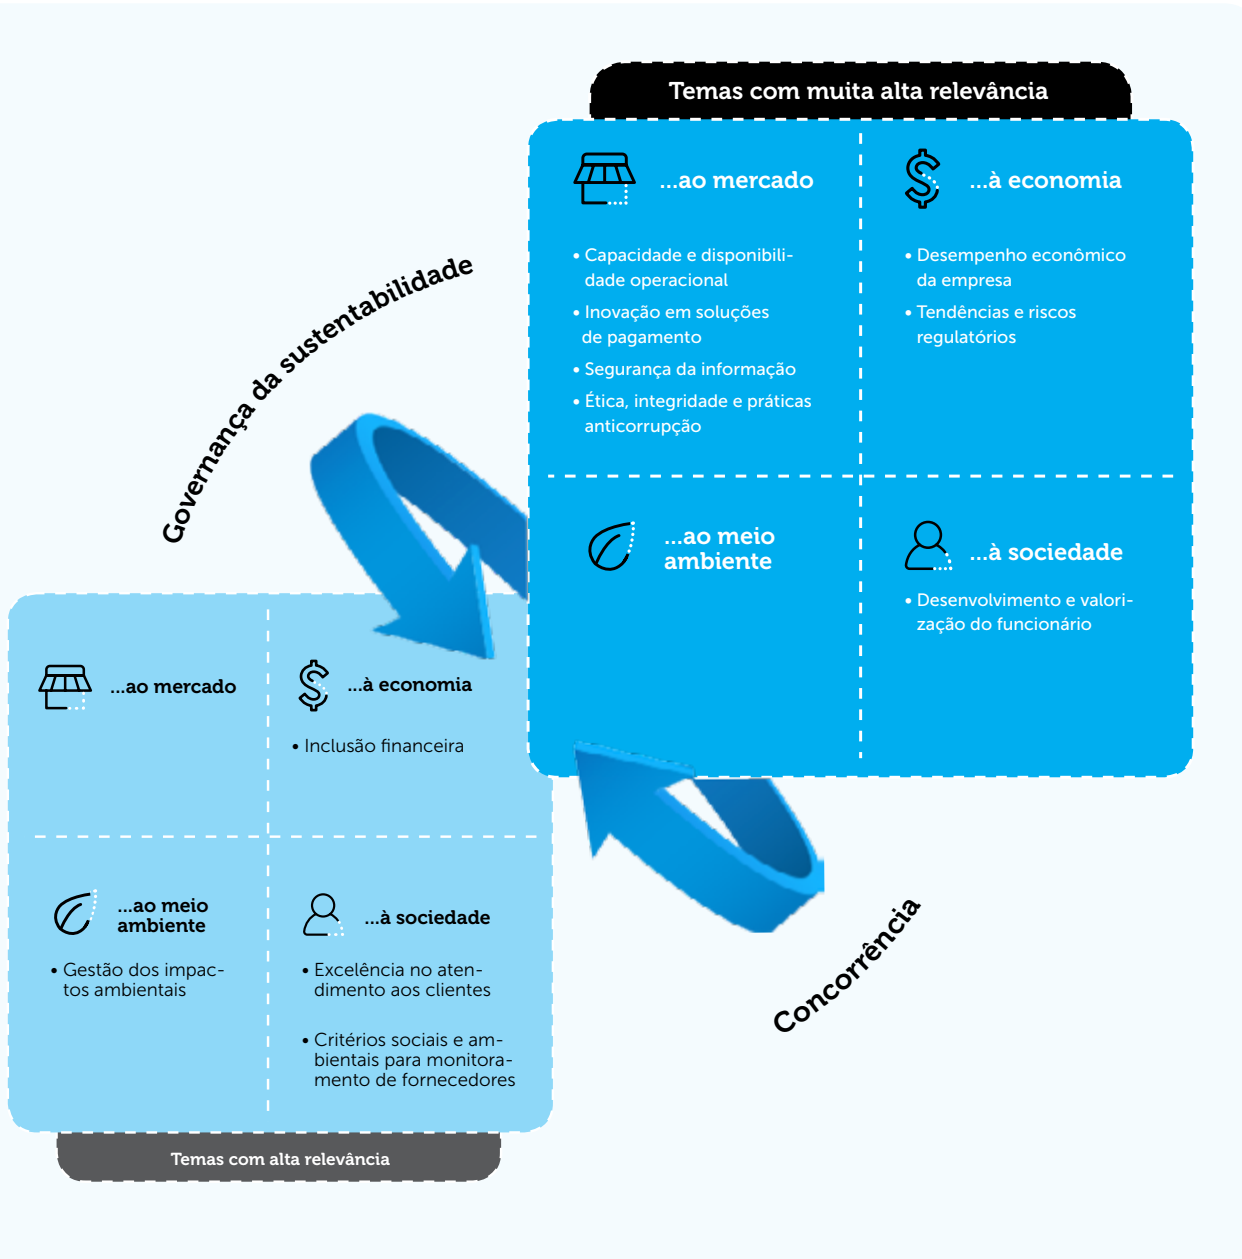 Temas com muita alta relevância
...ao mercado
• Capacidade e disponibili-
dade operacional
• Inovação em soluções
de pagamento
• Segurança da informação
• Ética, integridade e práticas
anticorrupção
...à economia
• Desempenho econômico
da empresa
• Tendências e riscos
regulatórios
...ao meio
ambiente
...à sociedade
• Desenvolvimento e valori-
zação do funcionário
Governança da sustentabilidade
...ao mercado
...à economia
• Inclusão financeira
...ao meio
ambiente
• Gestão dos impac-
tos ambientais
...à sociedade
• Excelência no aten-
dimento aos clientes
• Critérios sociais e am-
bientais para monitora-
mento de fornecedores
Temas com alta relevância
Concorrência